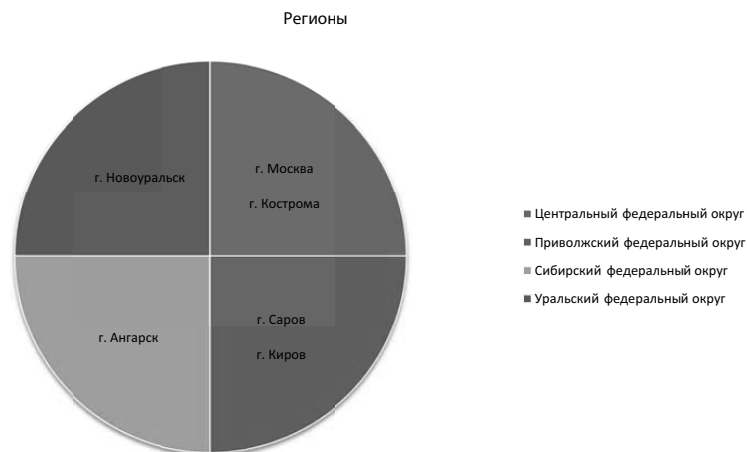 Регионы
г. Новоуральск
г. Москва
г. Кострома
г. Ангарск
г. Саров
г. Киров
Центральный федеральный округ
Приволжский федеральный округ
Сибирский федеральный округ
Уральский федеральный округ